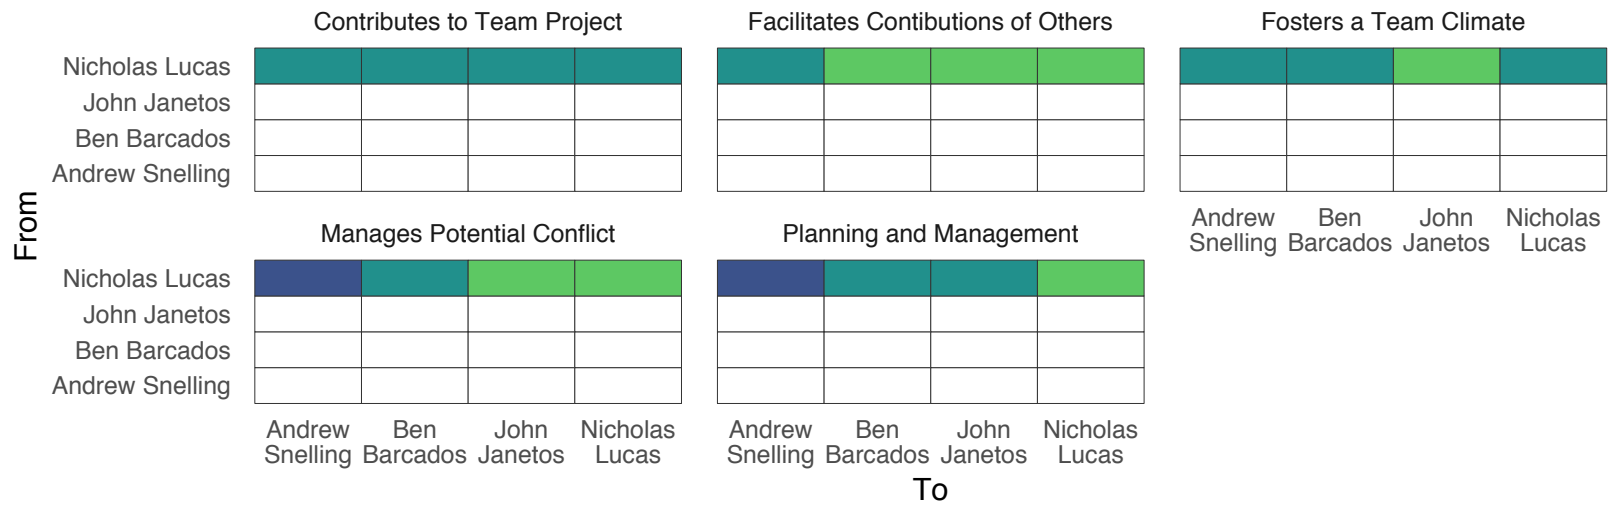 Contributes to Team Project
Facilitates Contibutions of Others
Fosters a Team Climate
Nicholas Lucas
John Janetos
Ben Barcados
Andrew Snelling
Andrew
Snelling
Ben
Barcados
John
Janetos
Nicholas
Lucas
From
Manages Potential Conflict
Planning and Management
Nicholas Lucas
John Janetos
Ben Barcados
Andrew Snelling
Andrew
Snelling
Ben
Barcados
John
Janetos
Nicholas
Lucas
Andrew
Snelling
Ben
Barcados
John
Janetos
Nicholas
Lucas
To